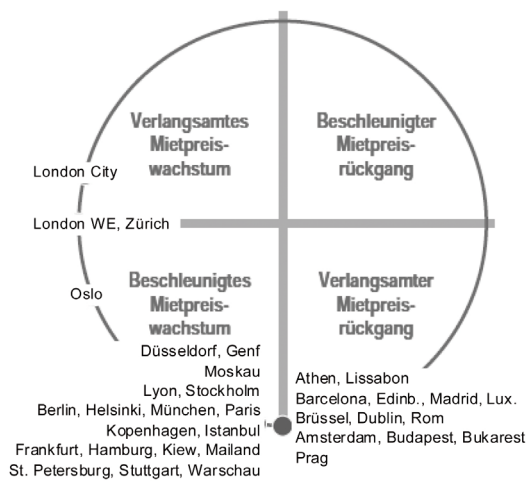 Verlangsamtes
Mietpreis-
wachstum
Beschleunigter
Mietpreis-
rückgang
London City
London WE, Zürich
Oslo
Beschleunigtes
Mietpreis-
wachstum
Verlangsamter
Mietpreis-
rückgang
Düsseldorf, Genf
Moskau
Lyon, Stockholm
Berlin, Helsinki, München, Paris
Kopenhagen, Istanbul
Frankfurt, Hamburg, Kiew, Mailand
St. Petersburg, Stuttgart, Warschau
Athen, Lissabon
Barcelona, Edinb., Madrid, Lux.
Brüssel, Dublin, Rom
Amsterdam, Budapest, Bukarest
Prag